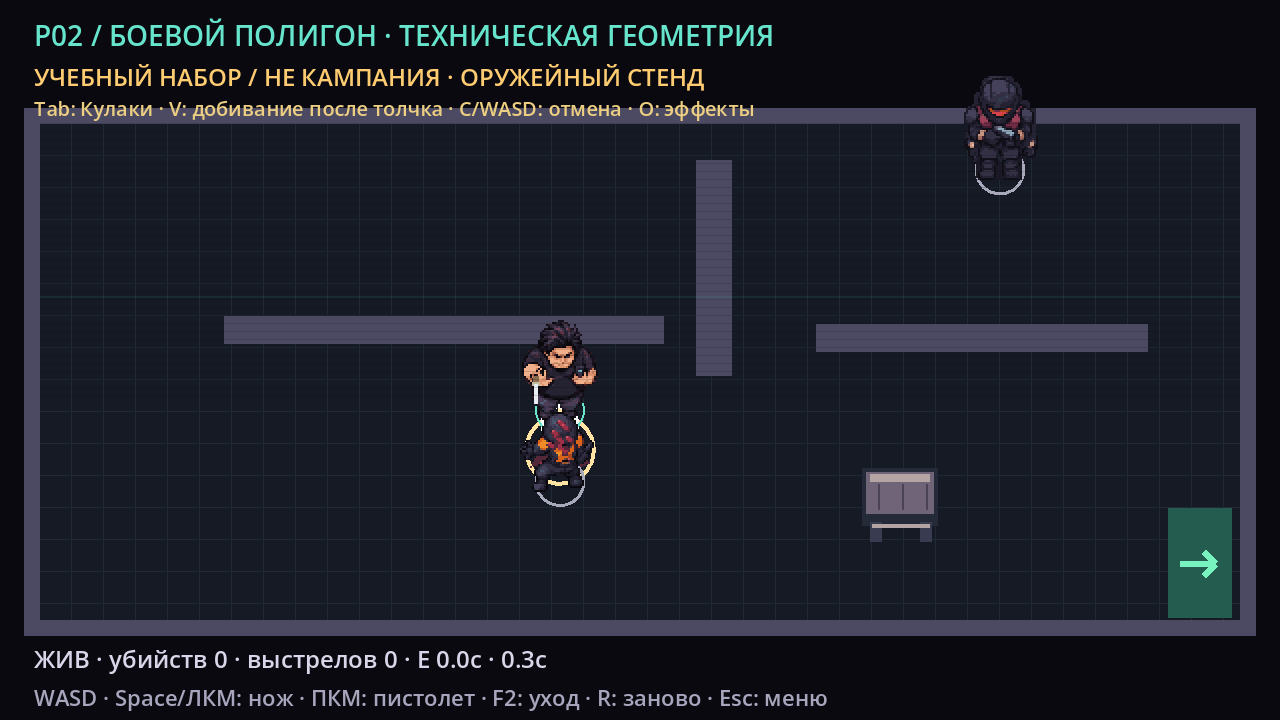 P02 / БОЕВОЙ ПОЛИГОН · ТЕХНИЧЕСКАЯ ГЕОМЕТРИЯ
УЧЕБНЫЙ НАБОР / НЕ КАМПАНИЯ · ОРУЖЕЙНЫЙ СТЕНД
Tab: Кулаки · V: добивание после толчка · C/WASD: отмена · O: эффекты
ЖИВ · убийств 0 · выстрелов 0 · E 0.0с · 0.3с
WASD · Space/ЛКМ: нож · ПКМ: пистолет · F2: уход · R: заново · Esc: меню